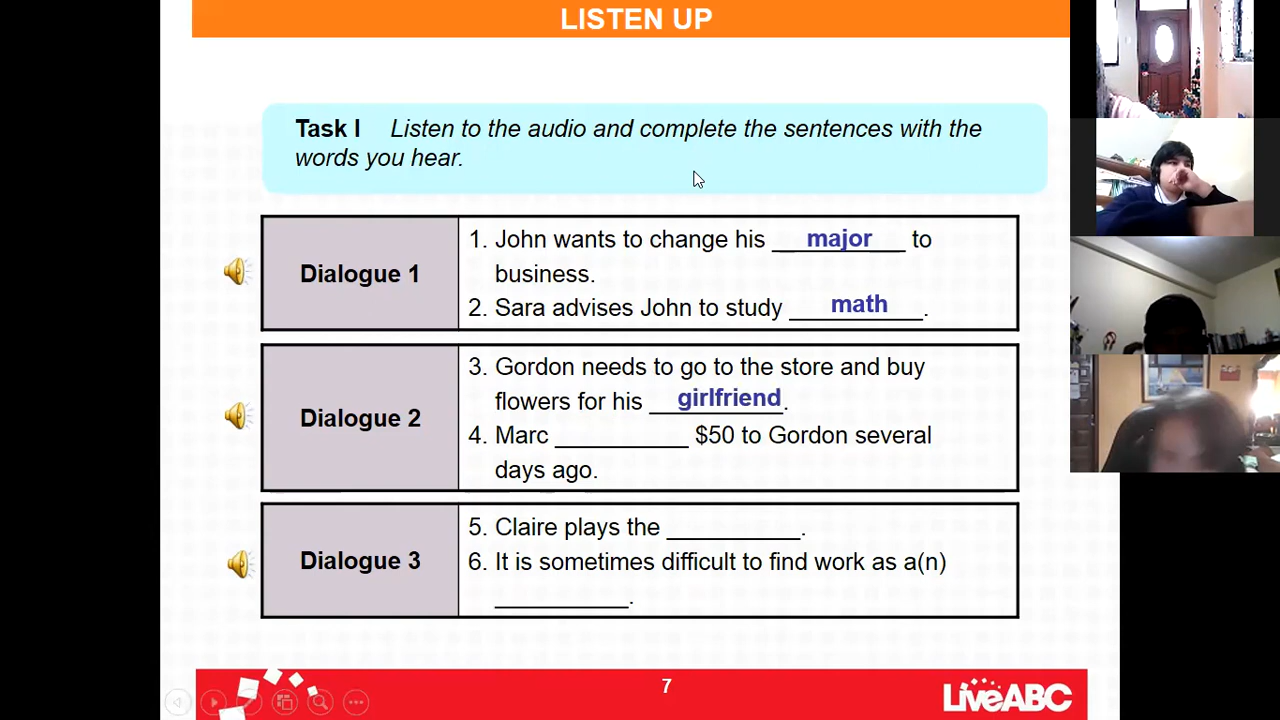 LISTEN UP
Task I Listen to the audio and complete the sentences with the
words you hear.
Dialogue 1
1. John wants to change his major to
business.
2. Sara advises John to study math.
Dialogue 2
3. Gordon needs to go to the store and buy
flowers for his girlfriend.
4. Marc __________ $50 to Gordon several
days ago.
Dialogue 3
5. Claire plays the __________.
6. It is sometimes difficult to find work as a(n)
__________.
7
LiveABC